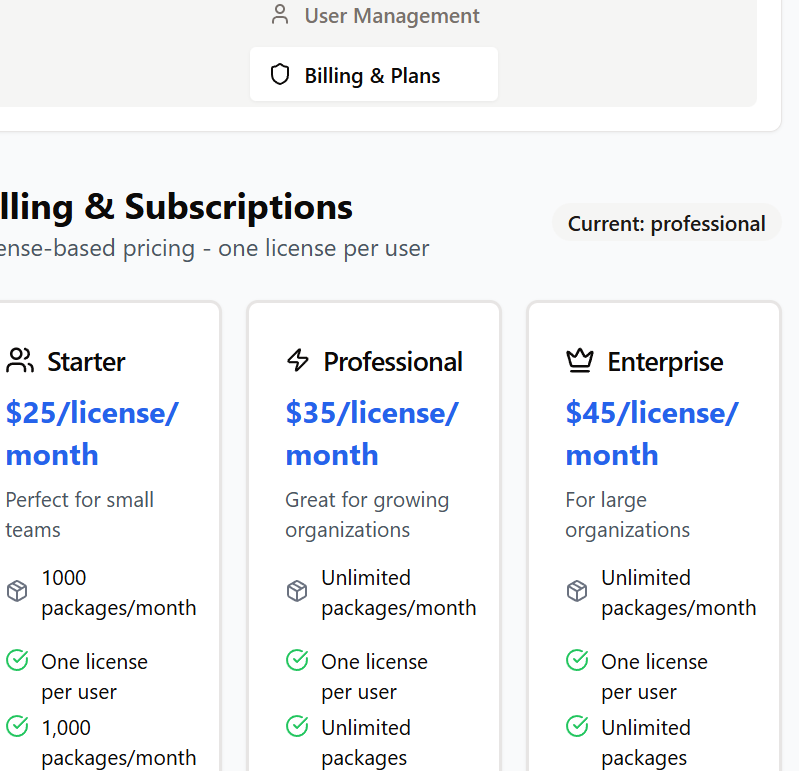 User Management
Billing & Plans
lling & Subscriptions
Current: professional
ense-based pricing - one license per user
Starter
$25/license/
month
Perfect for small
teams
1000
packages/month
One license
per user
1,000
packages/month
Professional
$35/license/
month
Great for growing
organizations
Unlimited
packages/month
One license
per user
Unlimited
packages
Enterprise
$45/license/
month
For large
organizations
Unlimited
packages/month
One license
per user
Unlimited
packages